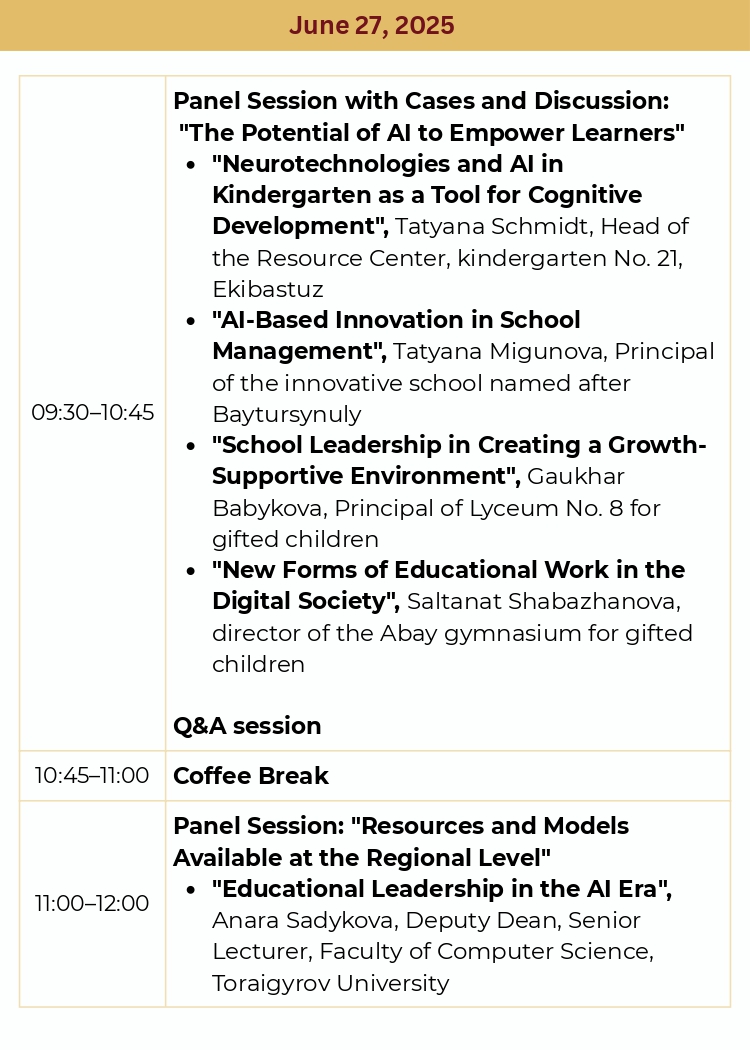 June 27, 2025
Panel Session with Cases and Discussion:
"The Potential of AI to Empower Learners"
• "Neurotechnologies and AI in
Kindergarten as a Tool for Cognitive
Development", Tatyana Schmidt, Head of
the Resource Center, kindergarten No. 21,
Ekibastuz
• "AI-Based Innovation in School
Management", Tatyana Migunova, Principal
of the innovative school named after
Baytursynuly
09:30–10:45
• "School Leadership in Creating a Growth-
Supportive Environment", Gaukhar
Babykova, Principal of Lyceum No. 8 for
gifted children
• "New Forms of Educational Work in the
Digital Society", Saltanat Shabazhanova,
director of the Abay gymnasium for gifted
children
Q&A session
10:45–11:00
Coffee Break
11:00–12:00
Panel Session: "Resources and Models
Available at the Regional Level"
• "Educational Leadership in the AI Era",
Anara Sadykova, Deputy Dean, Senior
Lecturer, Faculty of Computer Science,
Toraigyrov University